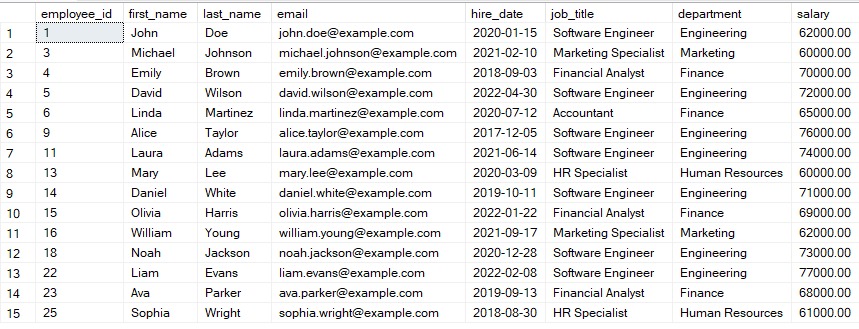 employee_id first_name last_name email hire_date job_title department salary
1 1 John Doe john.doe@example.com 2020-01-15 Software Engineer Engineering 62000.00
2 3 Michael Johnson michael.johnson@example.com 2021-02-10 Marketing Specialist Marketing 60000.00
3 4 Emily Brown emily.brown@example.com 2018-09-03 Financial Analyst Finance 70000.00
4 5 David Wilson david.wilson@example.com 2022-04-30 Software Engineer Engineering 72000.00
5 6 Linda Martinez linda.martinez@example.com 2020-07-12 Accountant Finance 65000.00
6 9 Alice Taylor alice.taylor@example.com 2017-12-05 Software Engineer Engineering 76000.00
7 11 Laura Adams laura.adams@example.com 2021-06-14 Software Engineer Engineering 74000.00
8 13 Mary Lee mary.lee@example.com 2020-03-09 HR Specialist Human Resources 60000.00
9 14 Daniel White daniel.white@example.com 2019-10-11 Software Engineer Engineering 71000.00
10 15 Olivia Harris olivia.harris@example.com 2022-01-22 Financial Analyst Finance 69000.00
11 16 William Young william.young@example.com 2021-09-17 Marketing Specialist Marketing 62000.00
12 18 Noah Jackson noah.jackson@example.com 2020-12-28 Software Engineer Engineering 73000.00
13 22 Liam Evans liam.evans@example.com 2022-02-08 Software Engineer Engineering 77000.00
14 23 Ava Parker ava.parker@example.com 2019-09-13 Financial Analyst Finance 68000.00
15 25 Sophia Wright sophia.wright@example.com 2018-08-30 HR Specialist Human Resources 61000.00